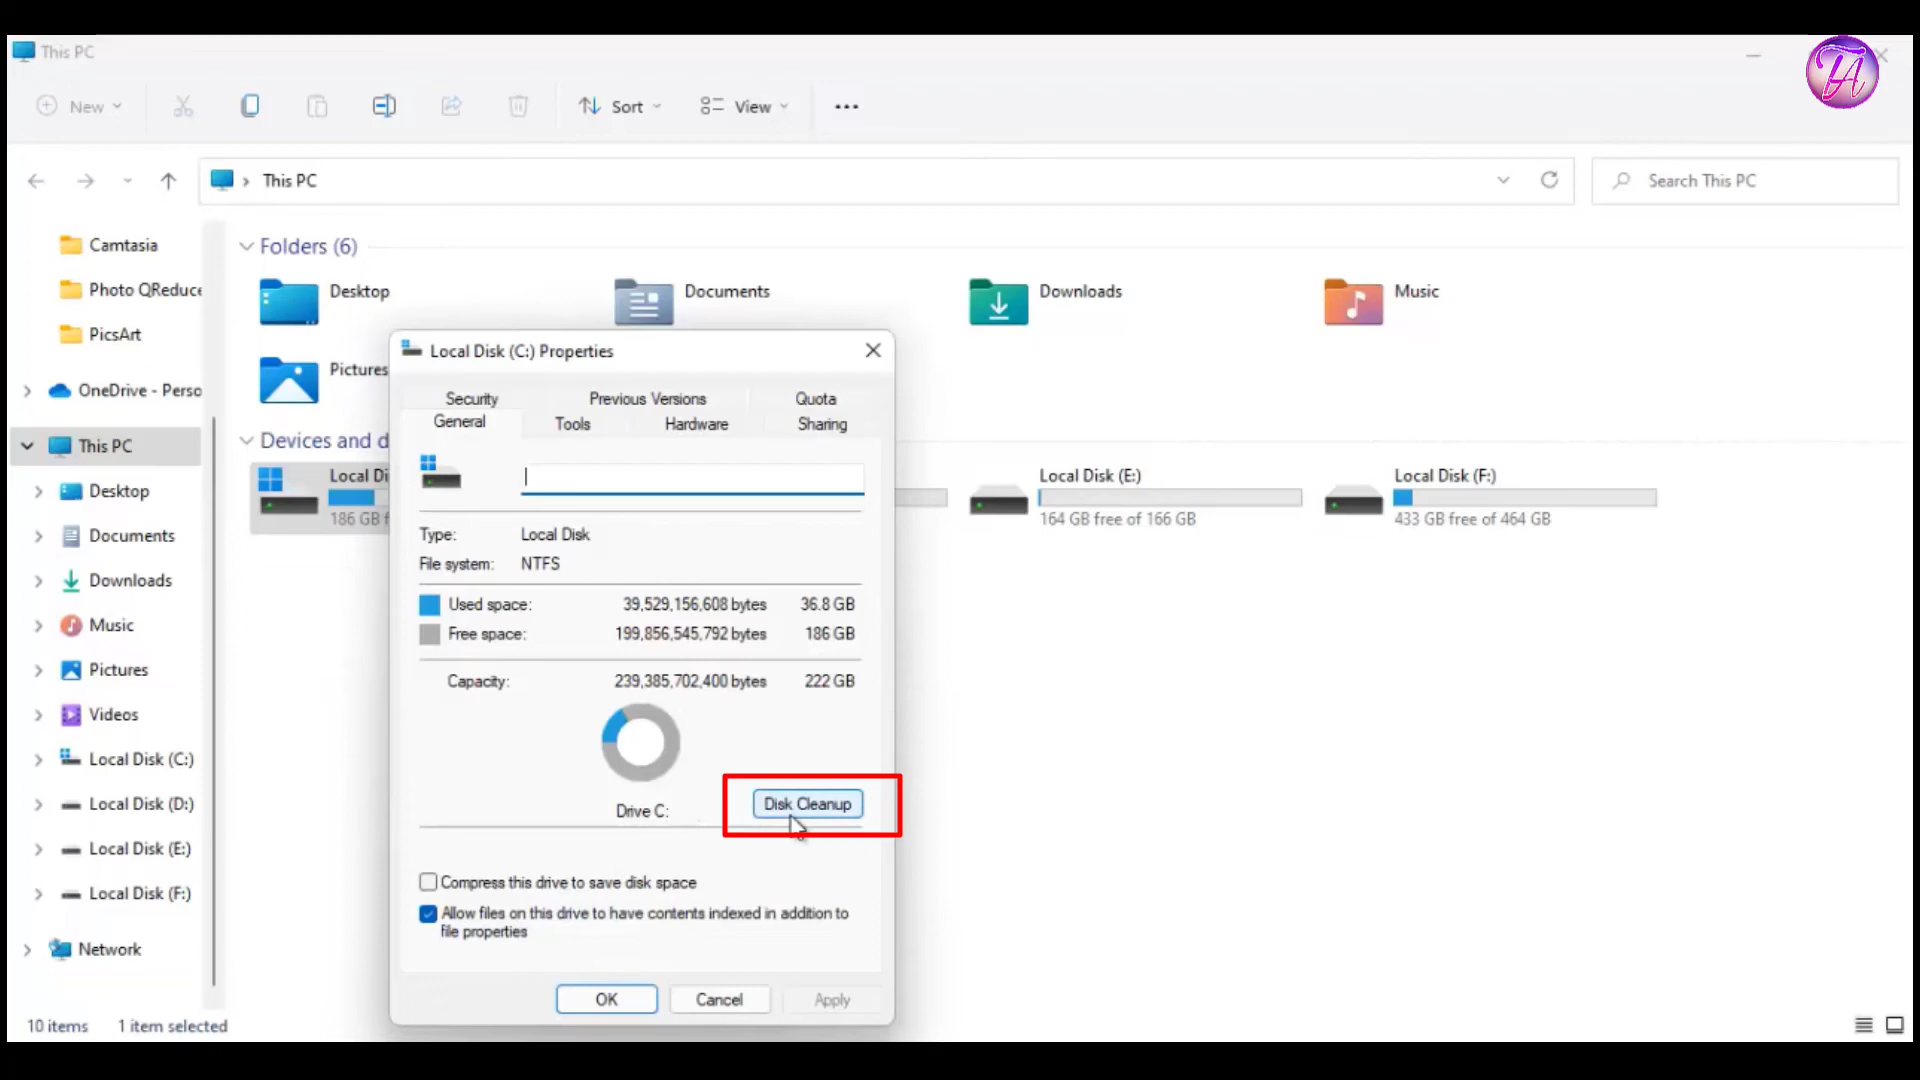 This PC
New
Sort
View
This PC
Search This PC
Camtasia
Photo QReduce
PicsArt
OneDrive - Perso
This PC
Desktop
Documents
Downloads
Music
Pictures
Videos
Local Disk (C:)
Local Disk (D:)
Local Disk (E:)
Local Disk (F:)
Network
Folders (6)
Desktop
Documents
Downloads
Music
Pictures
Devices and d
Local Di
186 GB f
Local Disk (E:)
164 GB free of 166 GB
Local Disk (F:)
433 GB free of 464 GB
Local Disk (C:) Properties
Security Previous Versions Quota
General Tools Hardware Sharing
Type: Local Disk
File system: NTFS
Used space: 39,529,156,608 bytes 36.8 GB
Free space: 199,856,545,792 bytes 186 GB
Capacity: 239,385,702,400 bytes 222 GB
Drive C:
Disk Cleanup
Compress this drive to save disk space
Allow files on this drive to have contents indexed in addition to
file properties
OK Cancel Apply
10 items 1 item selected